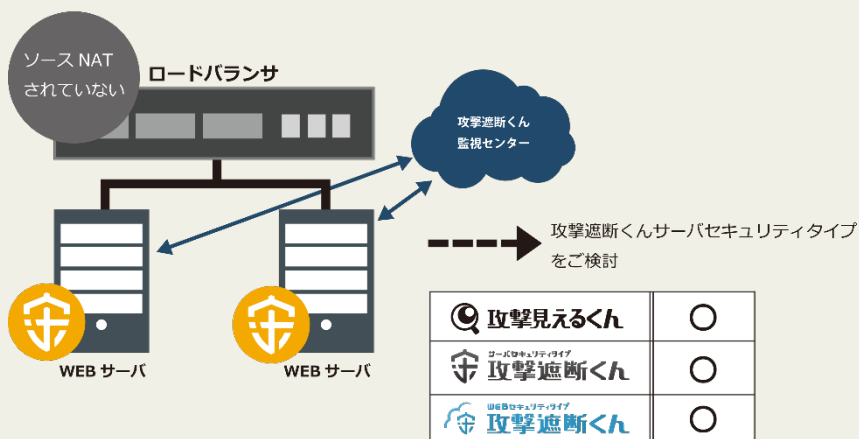 ソース NAT
されていない
ロードバランサ
攻撃遮断くん
監視センター
WEB サーバ
WEB サーバ
攻撃遮断くんサーバセキュリティタイプ
をご検討
攻撃見えるくん ○
サーバセキュリティタイプ
攻撃遮断くん ○
WEBセキュリティタイプ
攻撃遮断くん ○